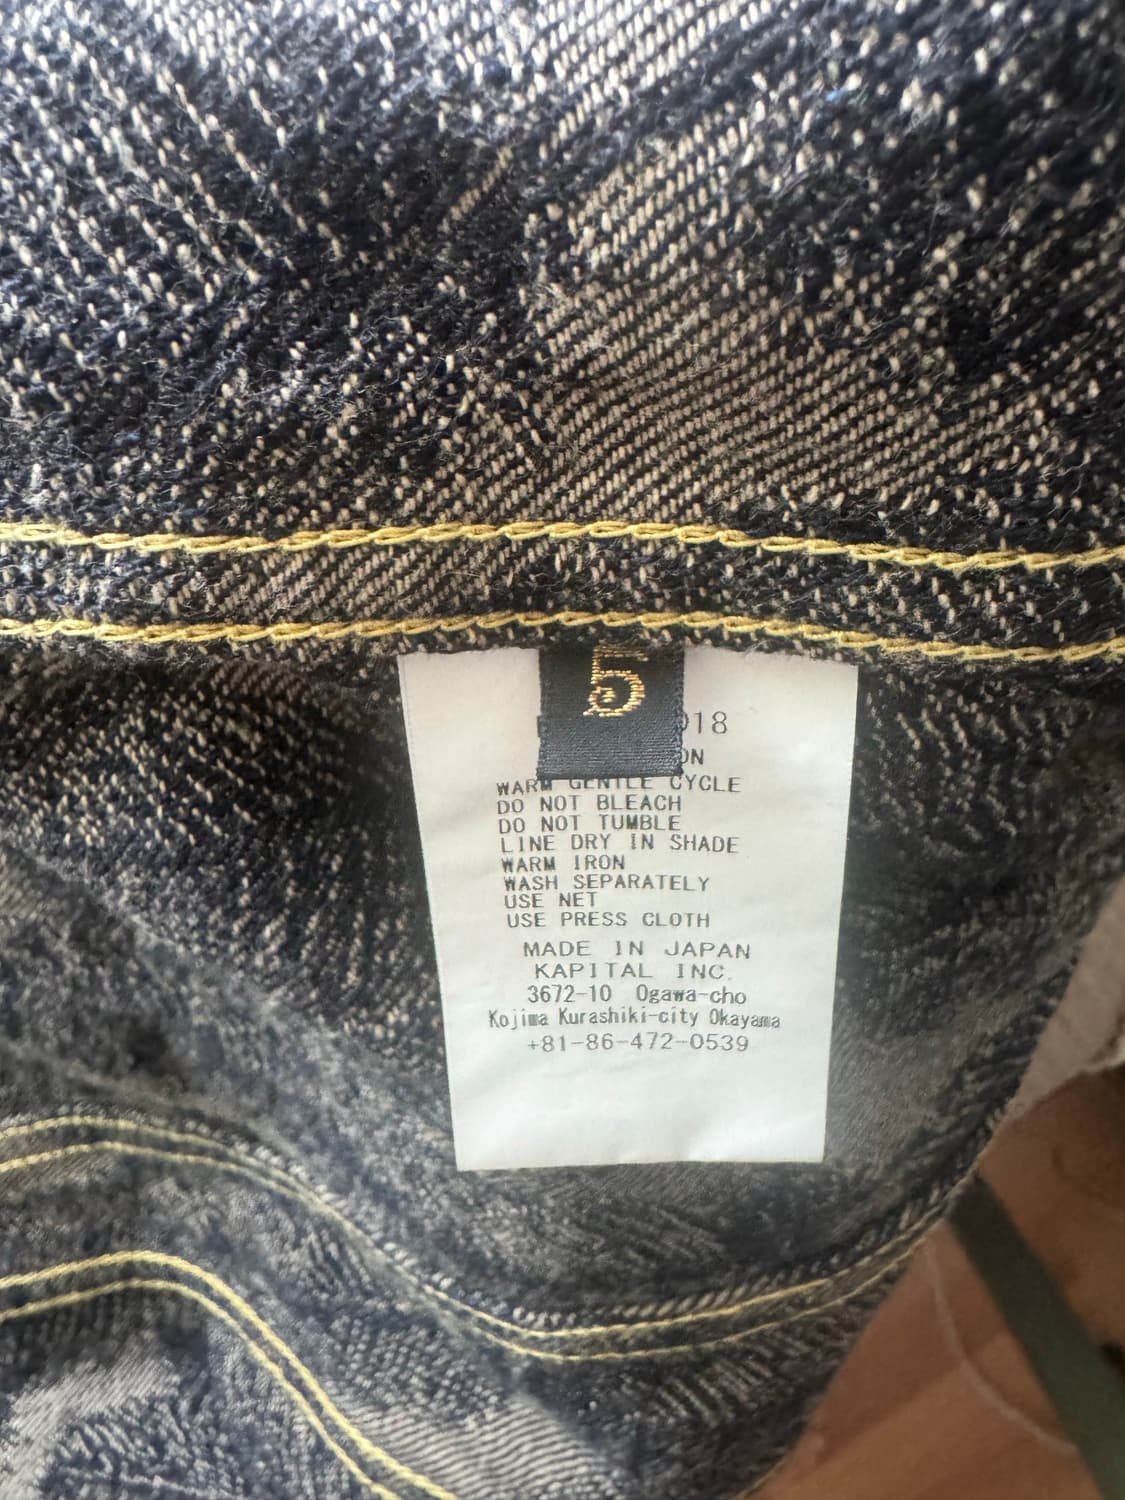 5
18
ON
WARM GENTLE CYCLE
DO NOT BLEACH
DO NOT TUMBLE
LINE DRY IN SHADE
WARM IRON
WASH SEPARATELY
USE NET
USE PRESS CLOTH
MADE IN JAPAN
KAPITAL INC.
3672-10 Ogawa-cho
Kojima Kurashiki-city Okayama
+81-86-472-0539